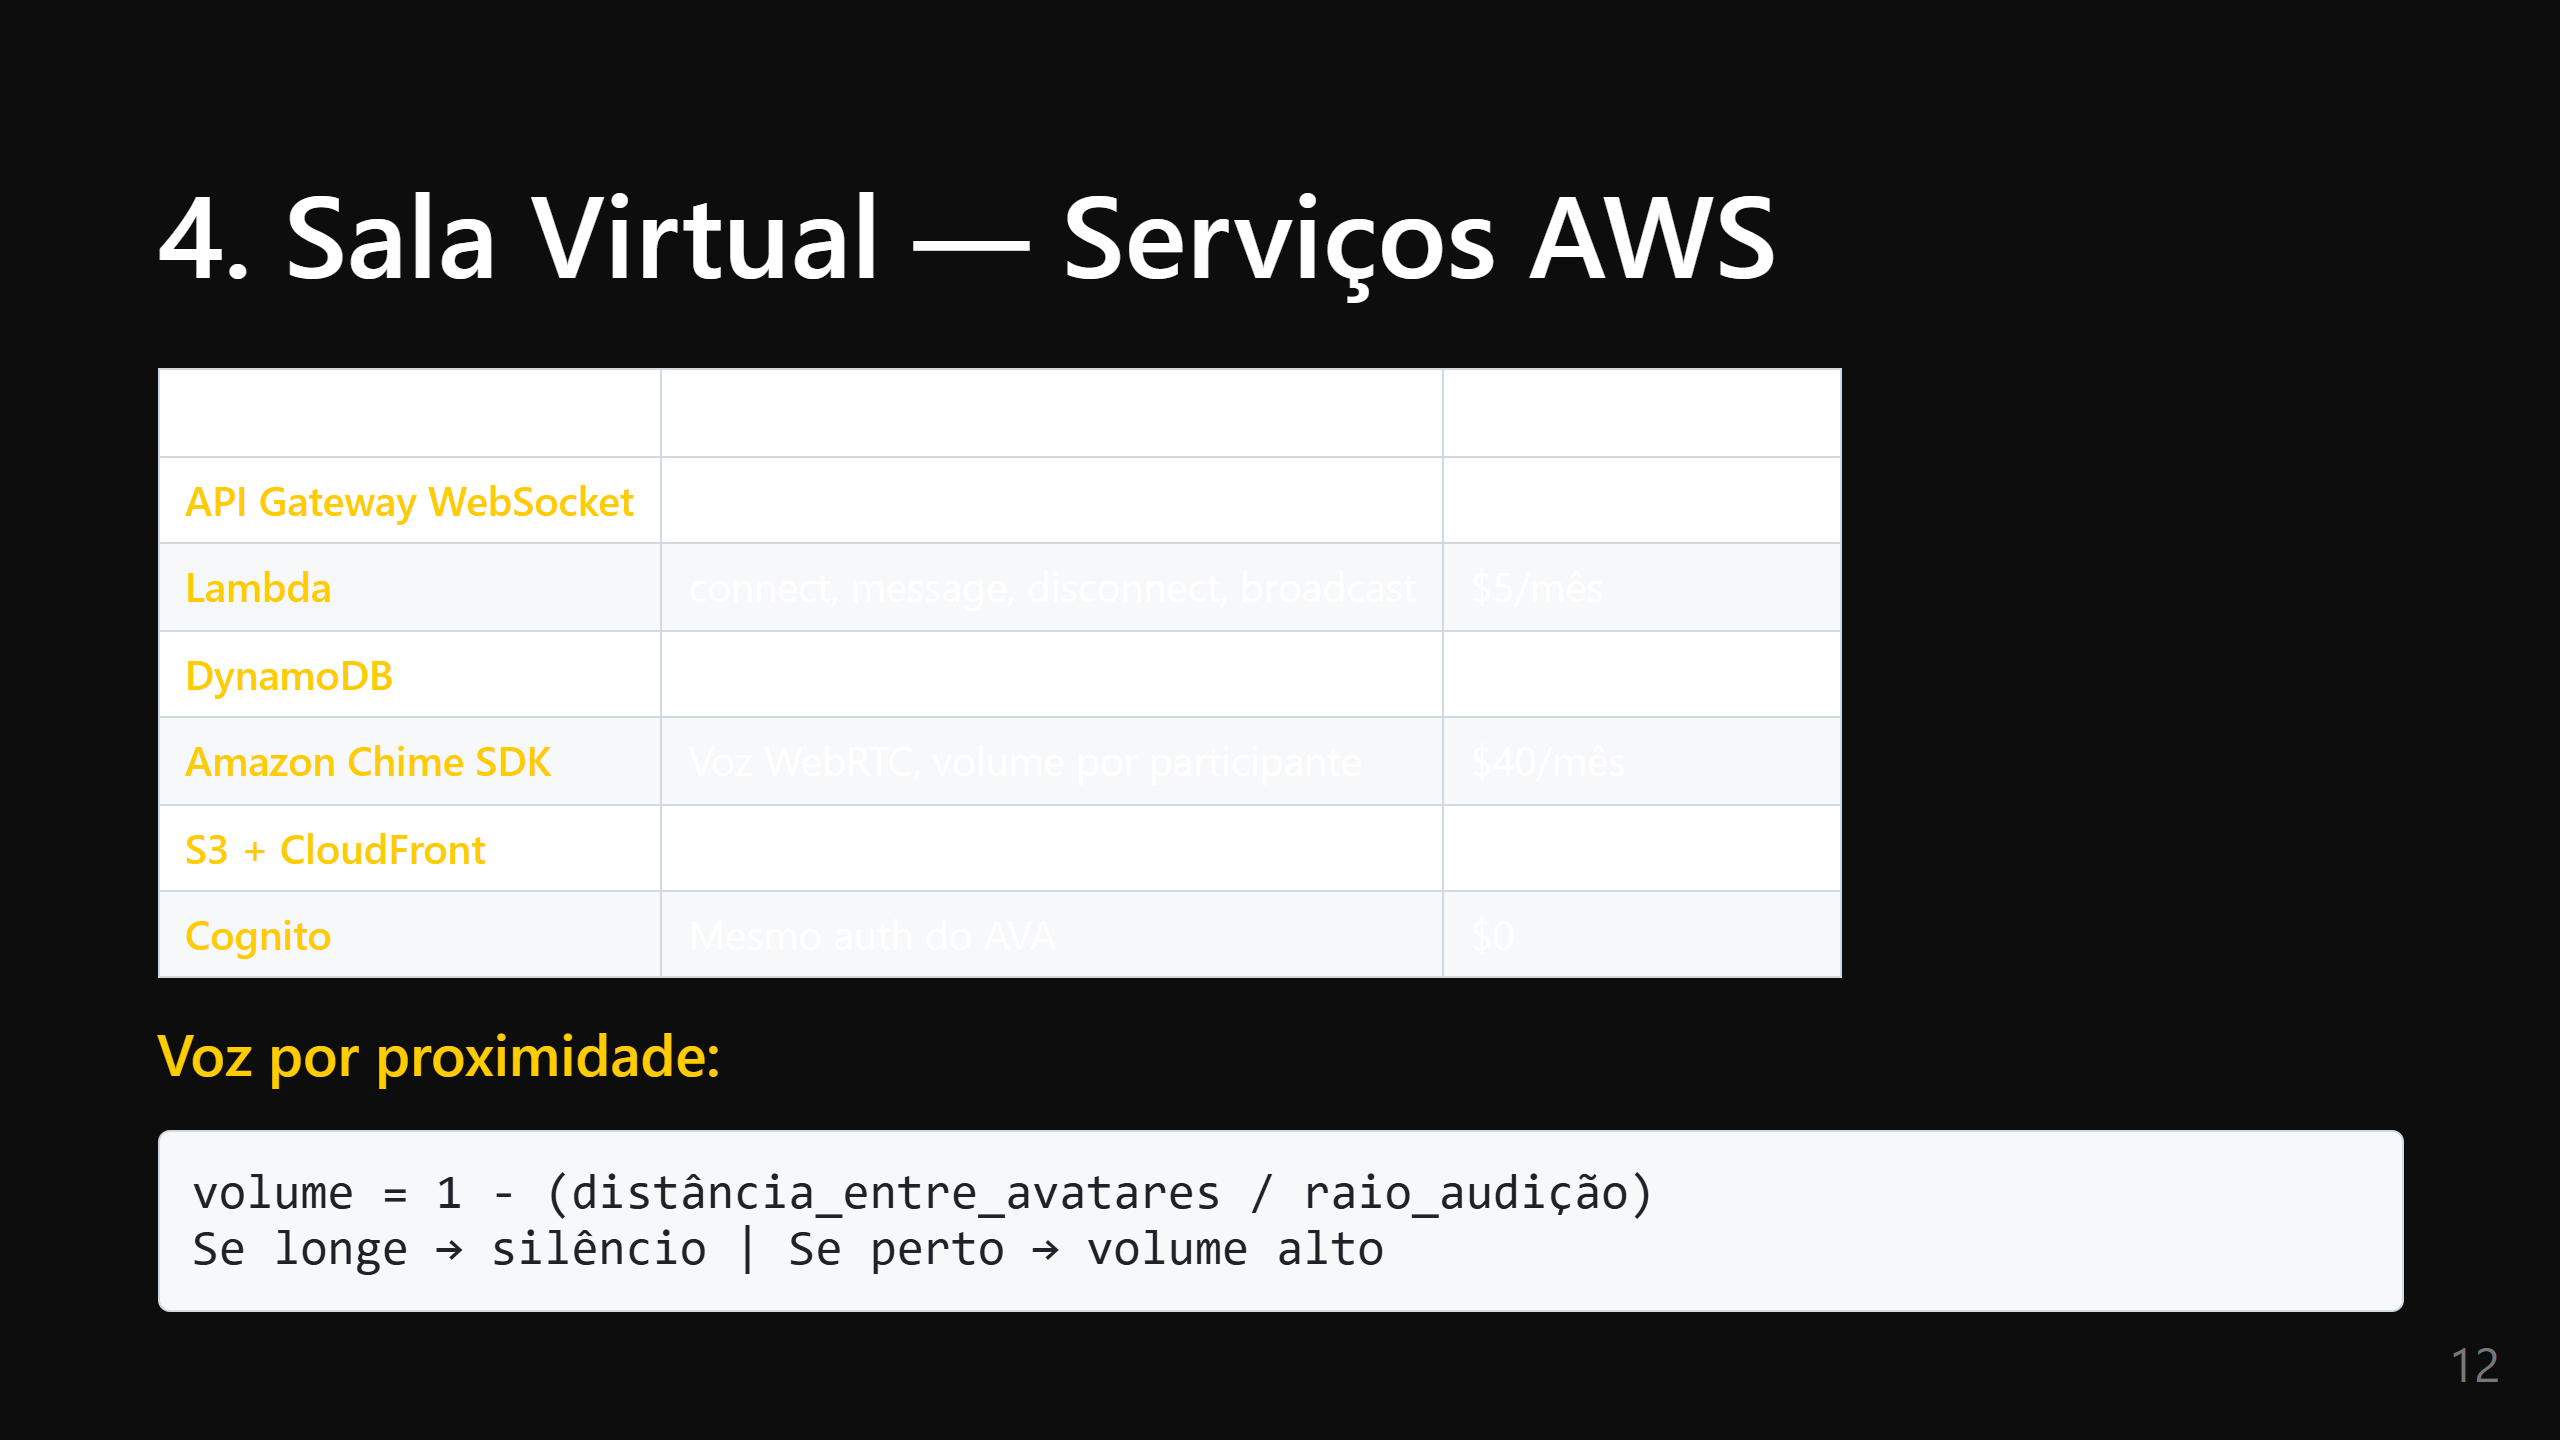 4. Sala Virtual — Serviços AWS
API Gateway WebSocket
Lambda connect, message, disconnect, broadcast $5/mês
DynamoDB
Amazon Chime SDK Voz WebRTC, volume por participante $40/mês
S3 + CloudFront
Cognito Mesmo auth do AVA $0
Voz por proximidade:
volume = 1 - (distância_entre_avatares / raio_audição)
Se longe → silêncio | Se perto → volume alto
12